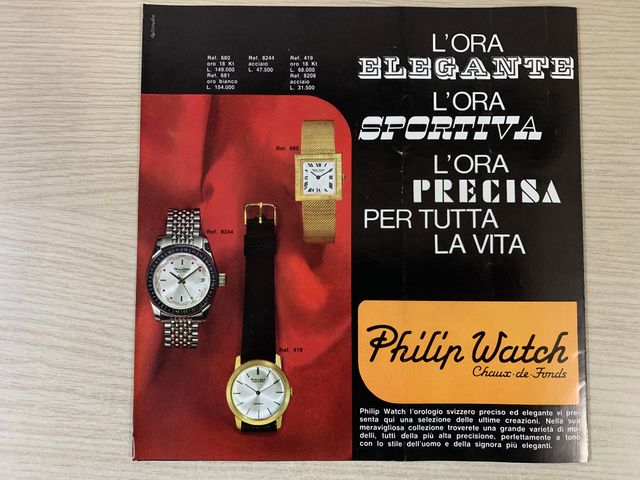 dp/studio
Ref. 680
oro 18 Kt
L. 149.000
Ref. 681
oro bianco
L. 154.000
Ref. 8244
acciaio
L. 47.500
Ref. 419
oro 18 Kt
L. 68.000
Ref. 8208
acciaio
L. 31.500
L'ORA
ELEGANTE
L'ORA
SPORTIVA
L'ORA
PRECISA
PER TUTTA
LA VITA
Ref. 680
Ref. 8244
Ref. 419
Philip Watch
Chaux-de-Fonds
Philip Watch l'orologio svizzero preciso ed elegante vi pre-
senta qui una selezione delle ultime creazioni. Nella sua
meravigliosa collezione troverete una grande varietà di mo-
delli, tutti della più alta precisione, perfettamente a tono
con lo stile dell'uomo e della signora più eleganti.